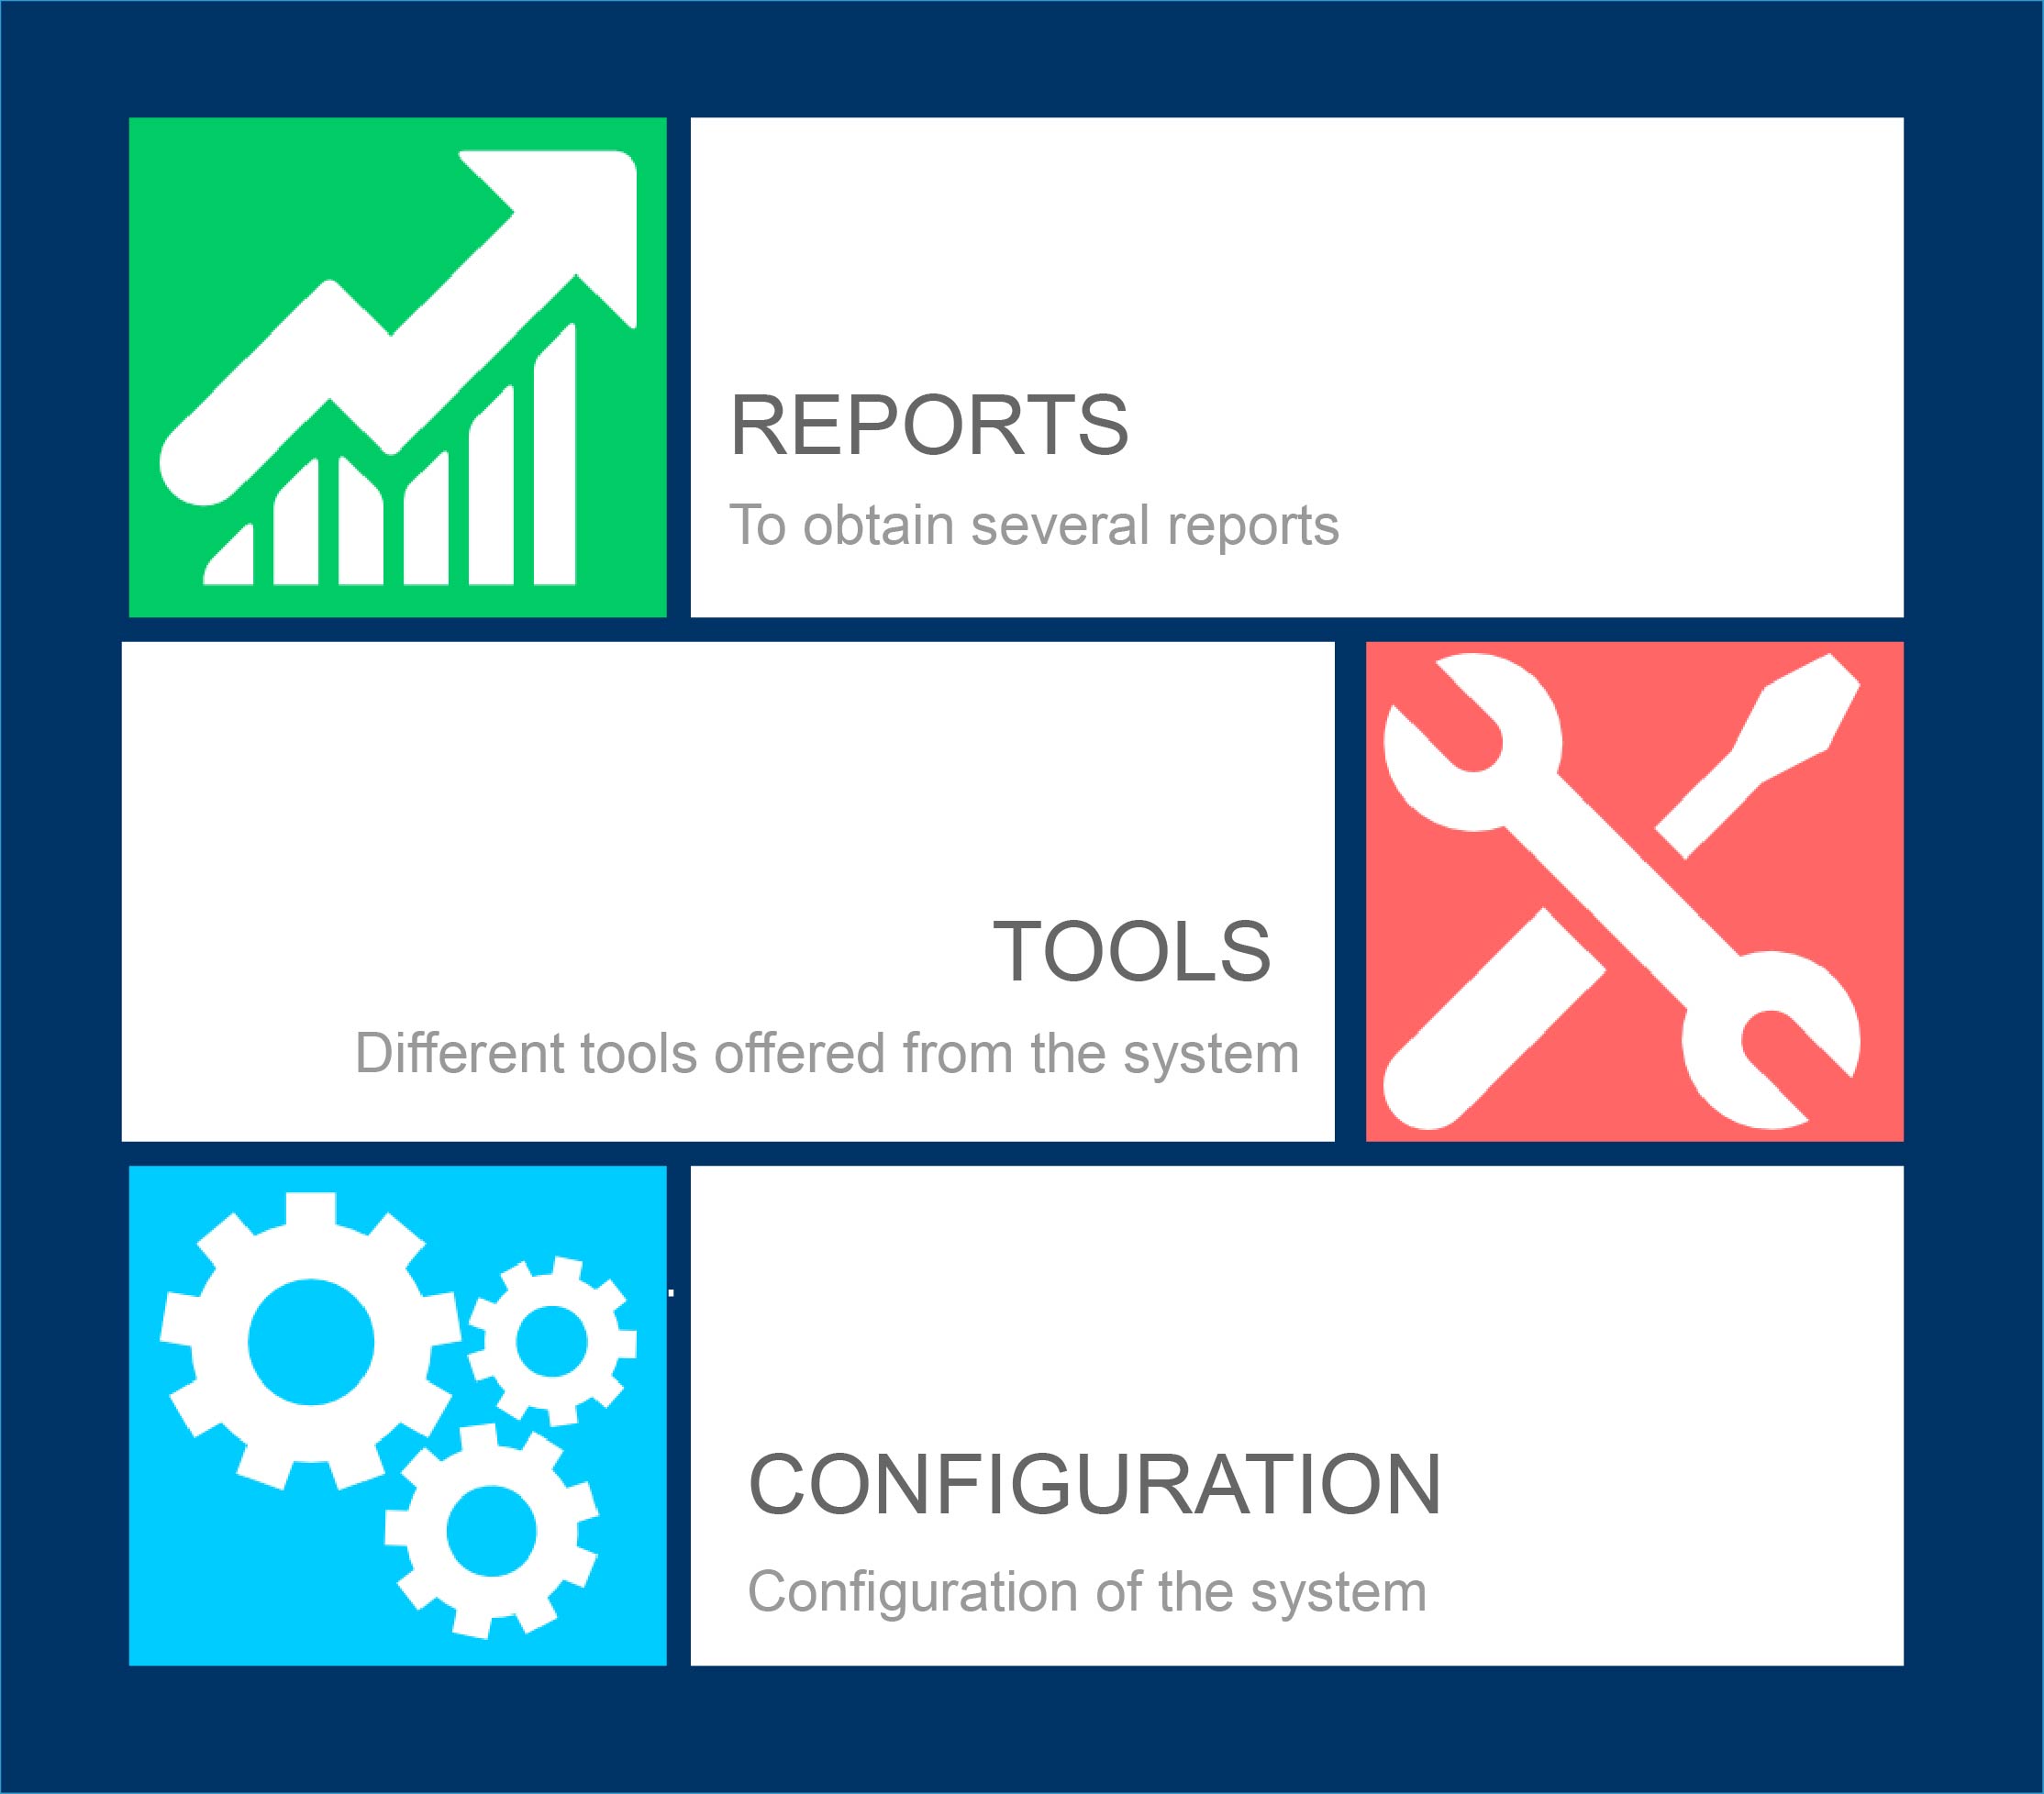 REPORTS
To obtain several reports
TOOLS
Different tools offered from the system
CONFIGURATION
Configuration of the system